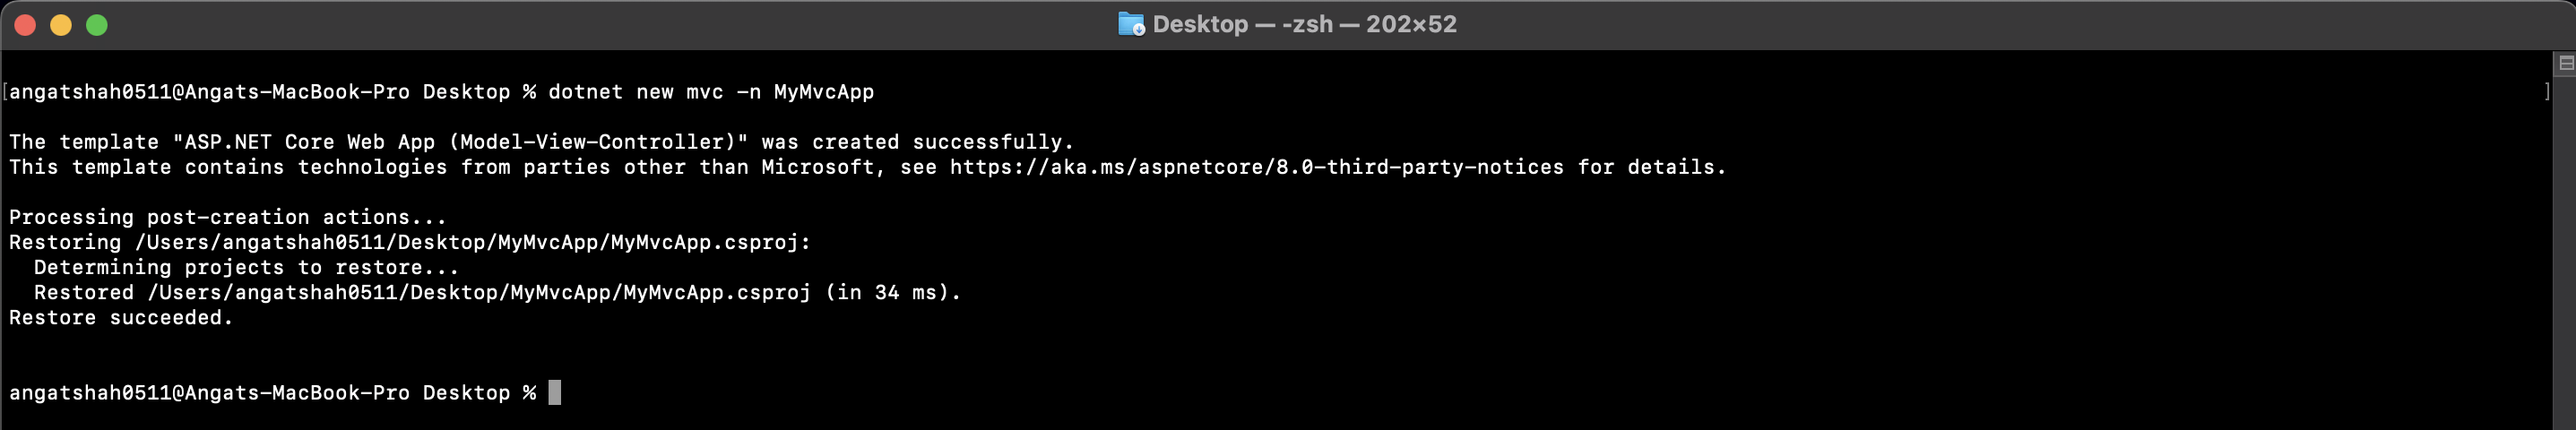 Desktop — -zsh — 202×52
[angatshah0511@Angats-MacBook-Pro Desktop % dotnet new mvc -n MyMvcApp ]
The template "ASP.NET Core Web App (Model-View-Controller)" was created successfully.
This template contains technologies from parties other than Microsoft, see https://aka.ms/aspnetcore/8.0-third-party-notices for details.
Processing post-creation actions...
Restoring /Users/angatshah0511/Desktop/MyMvcApp/MyMvcApp.csproj:
  Determining projects to restore...
  Restored /Users/angatshah0511/Desktop/MyMvcApp/MyMvcApp.csproj (in 34 ms).
Restore succeeded.
angatshah0511@Angats-MacBook-Pro Desktop %